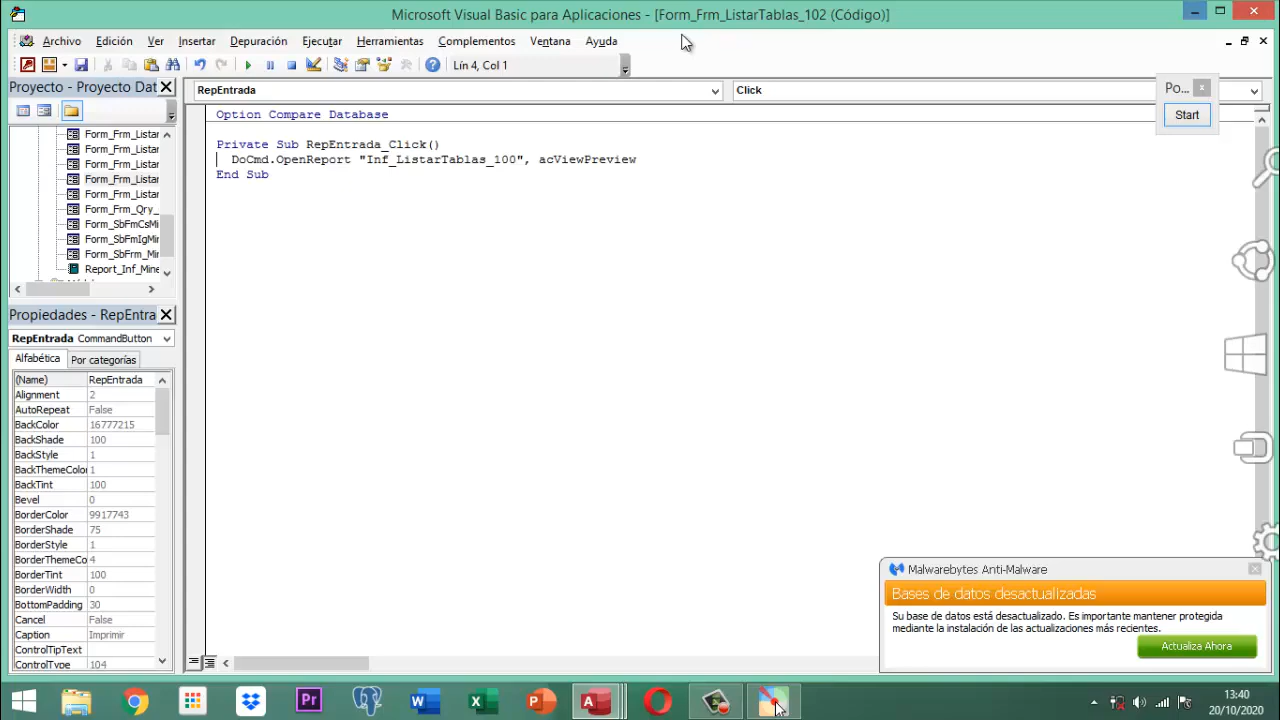 Microsoft Visual Basic para Aplicaciones - [Form_Frm_ListarTablas_102 (Código)]
Archivo Edición Ver Insertar Depuración Ejecutar Herramientas Complementos Ventana Ayuda
Lín 4, Col 1
Proyecto - Proyecto Dat
RepEntrada
Click
Po...
Start
Form_Frm_Listar
Form_Frm_Listar
Form_Frm_Listar
Form_Frm_Listar
Form_Frm_Listar
Form_Frm_Qry_
Form_SbFmCsMi
Form_SbFmIgMi
Form_SbFrm_Mi
Report_Inf_Mine
Option Compare Database
Private Sub RepEntrada_Click()
DoCmd.OpenReport "Inf_ListarTablas_100", acViewPreview
End Sub
Propiedades - RepEntra
RepEntrada CommandButton
Alfabética Por categorías
(Name) RepEntrada
Alignment 2
AutoRepeat False
BackColor 16777215
BackShade 100
BackStyle 1
BackThemeColor 1
BackTint 100
Bevel 0
BorderColor 9917743
BorderShade 75
BorderStyle 1
BorderThemeCo 4
BorderTint 100
BorderWidth 0
BottomPadding 30
Cancel False
Caption Imprimir
ControlTipText
ControlType 104
Malwarebytes Anti-Malware
Bases de datos desactualizadas
Su base de datos está desactualizado. Es importante mantener protegida
mediante la instalación de las actualizaciones más recientes.
Actualiza Ahora
13:40
20/10/2020